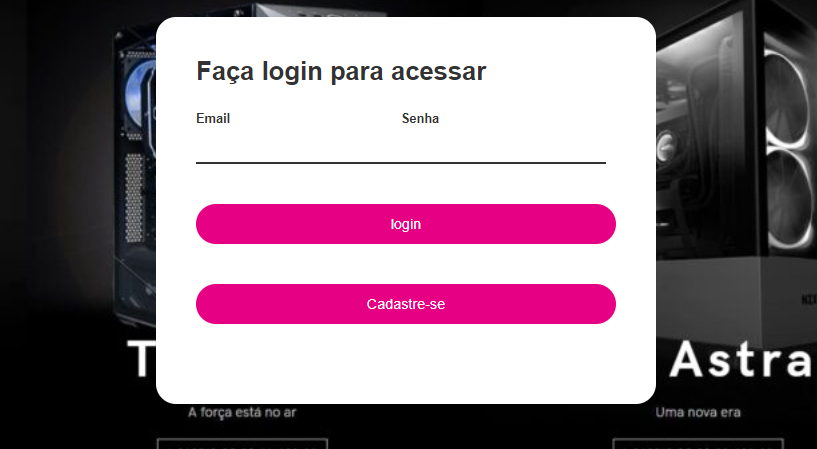 Faça login para acessar
Email Senha
login
Cadastre-se
T Astra
A força está no ar Uma nova era